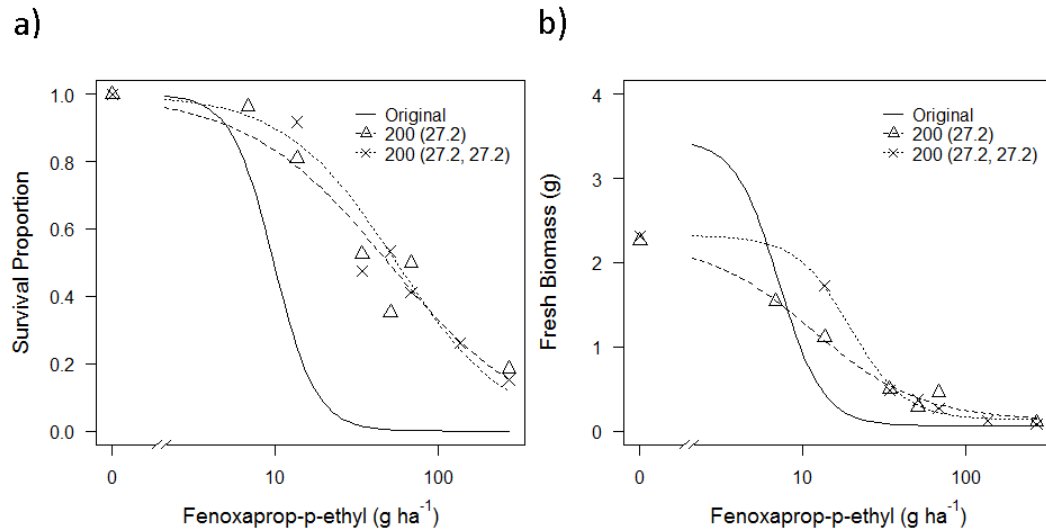 a)
Survival Proportion
1.0
0.8
0.6
0.4
0.2
0.0
Original
200 (27.2)
200 (27.2, 27.2)
0
10
100
Fenoxaprop-p-ethyl (g ha⁻¹)
b)
Fresh Biomass (g)
4
3
2
1
0
Original
200 (27.2)
200 (27.2, 27.2)
0
10
100
Fenoxaprop-p-ethyl (g ha⁻¹)